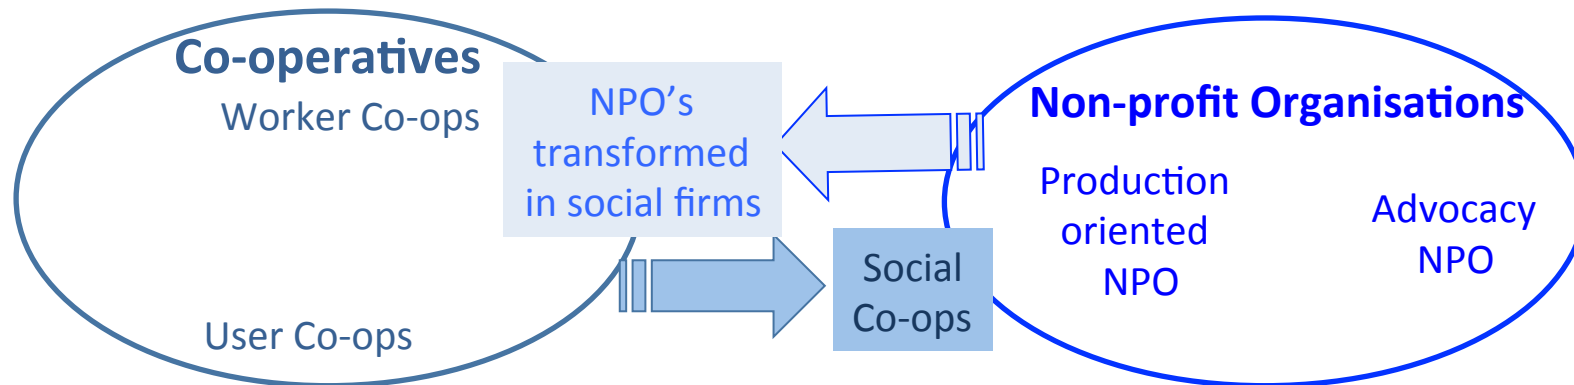 Co-operatives
Worker Co-ops
User Co-ops
NPO's
transformed
in social firms
Social
Co-ops
Non-profit Organisations
Production
oriented
NPO
Advocacy
NPO